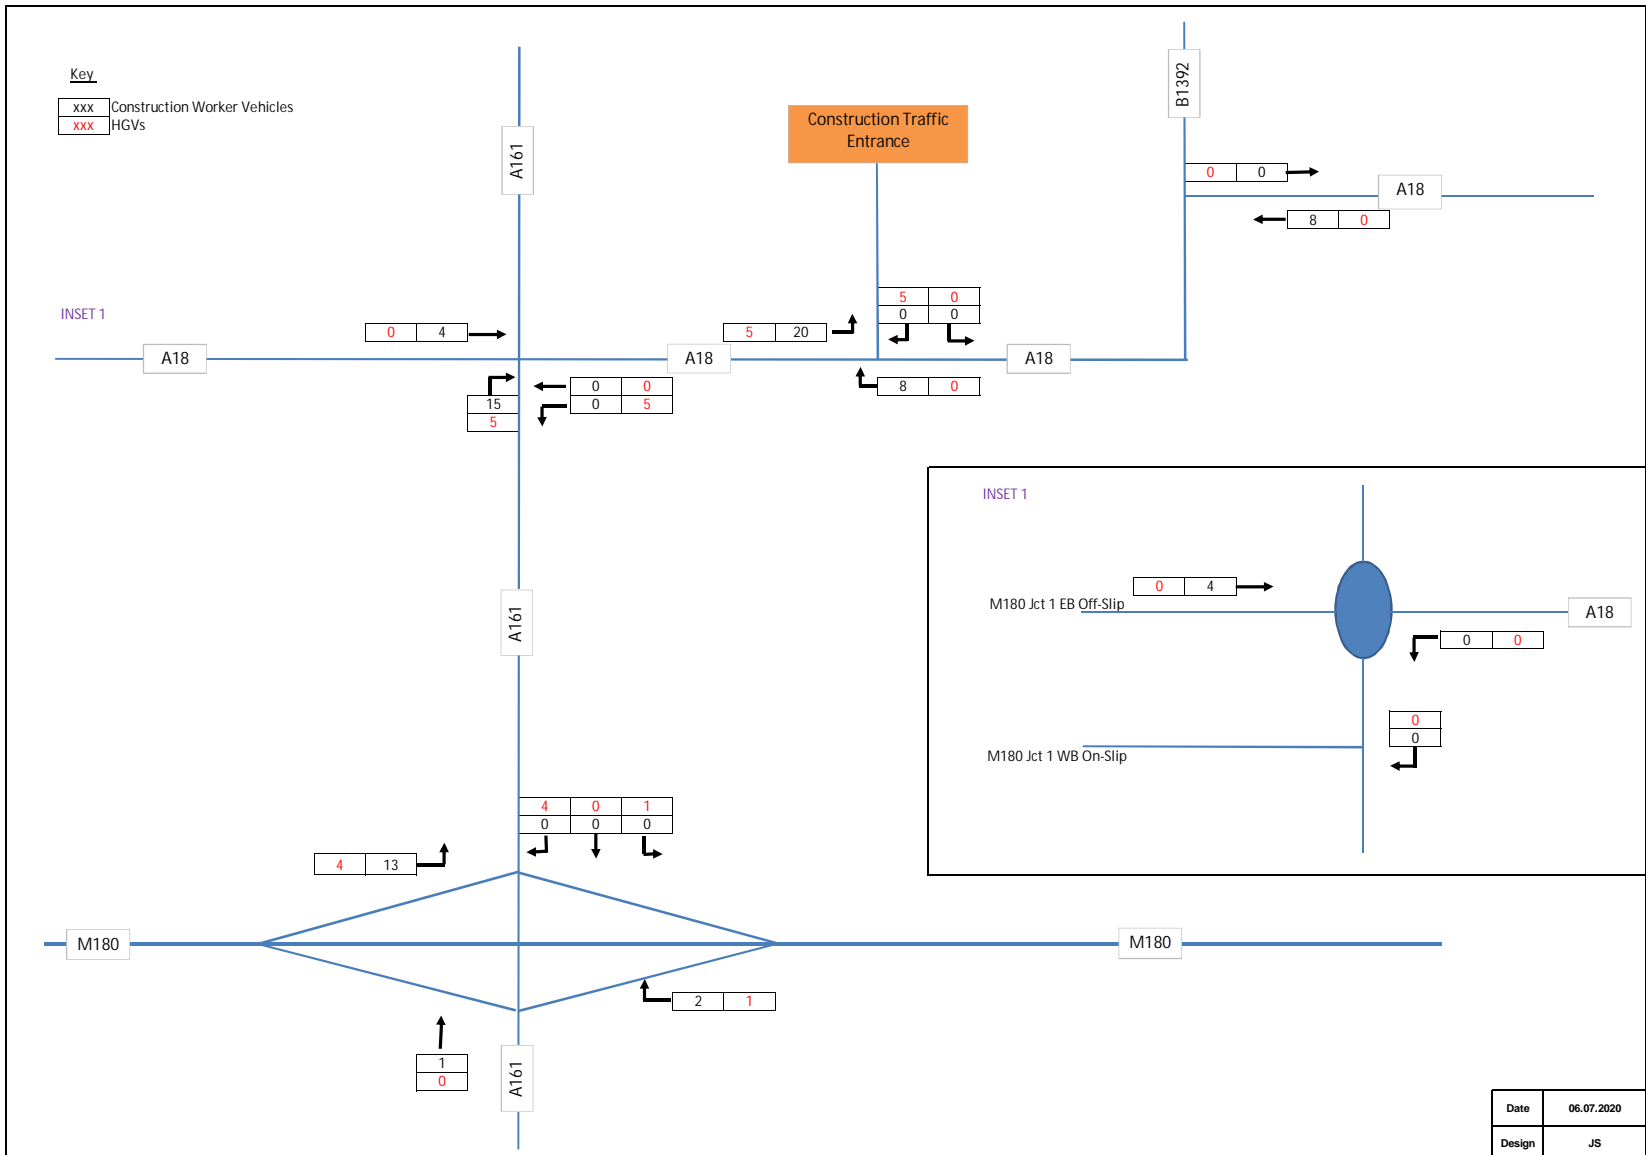 Key
xxx Construction Worker Vehicles
xxx HGVs
A161
Construction Traffic
Entrance
B1392
0 0
A18
8 0
INSET 1
0 4
5 20
5 0
0 0
A18
A18
A18
15
5
0 0
0 5
8 0
A161
INSET 1
0 4
M180 Jct 1 EB Off-Slip
A18
0 0
0
0
M180 Jct 1 WB On-Slip
4 0 1
0 0 0
4 13
M180
M180
2 1
1
0
A161
Date 06.07.2020
Design JS